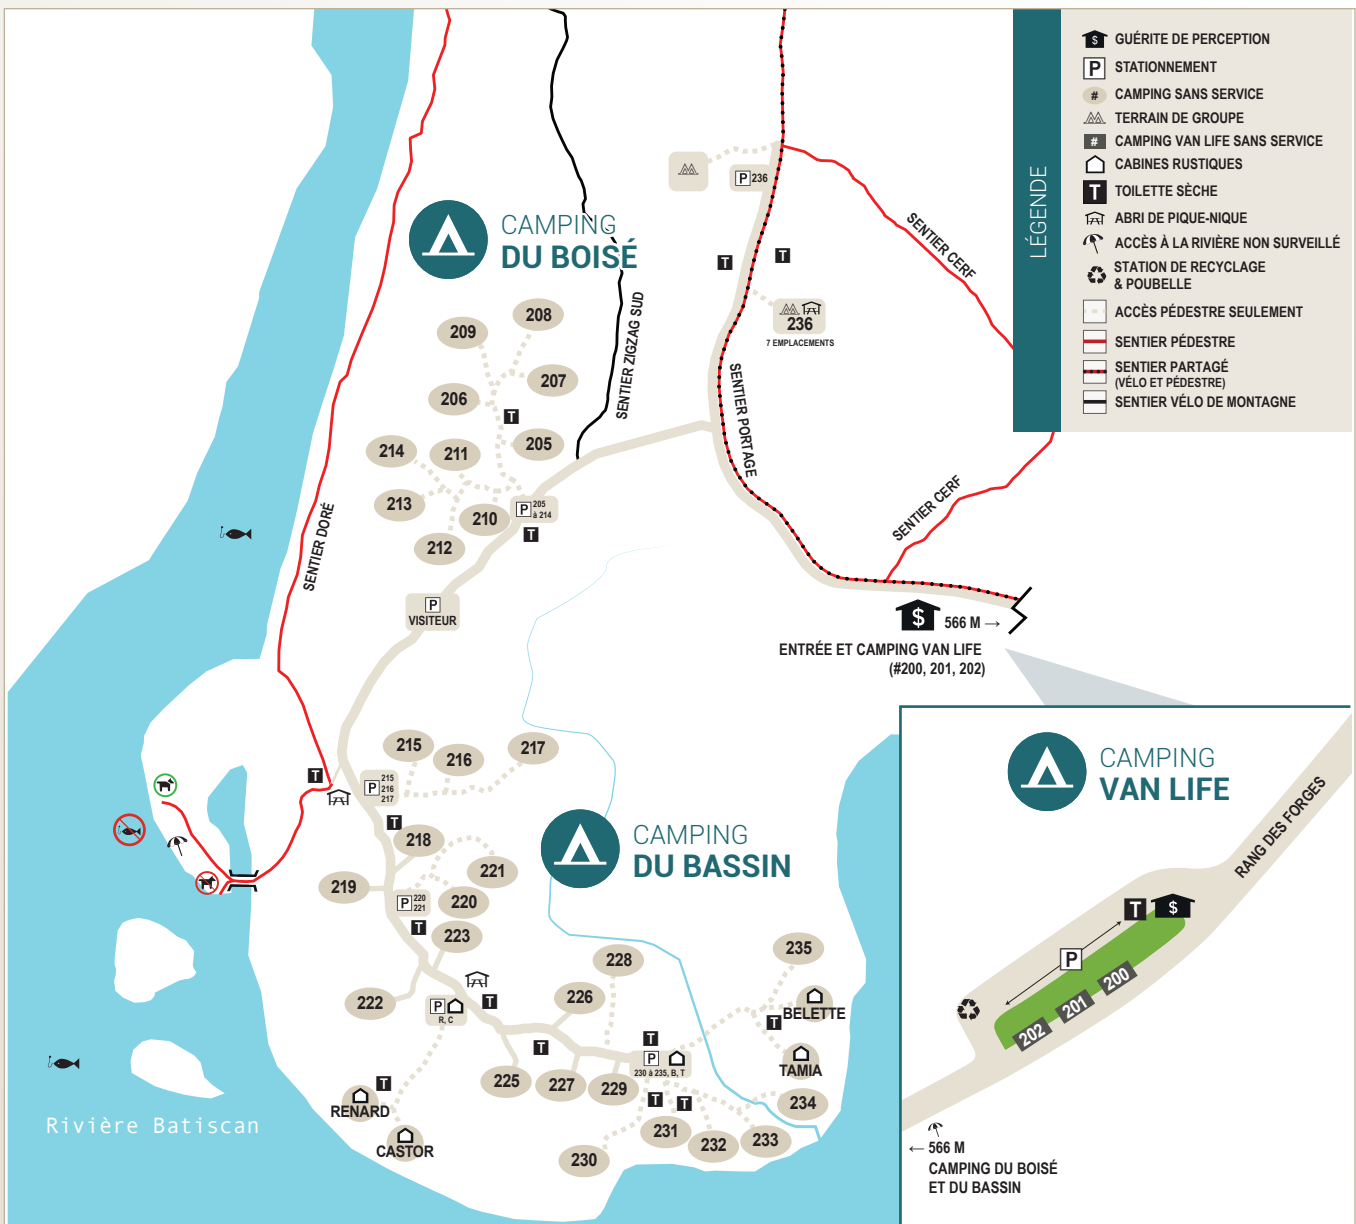 LÉGENDE
$ GUÉRITE DE PERCEPTION
P STATIONNEMENT
# CAMPING SANS SERVICE
TERRAIN DE GROUPE
# CAMPING VAN LIFE SANS SERVICE
CABINES RUSTIQUES
T TOILETTE SÈCHE
ABRI DE PIQUE-NIQUE
ACCÈS À LA RIVIÈRE NON SURVEILLÉ
STATION DE RECYCLAGE
& POUBELLE
ACCÈS PÉDESTRE SEULEMENT
SENTIER PÉDESTRE
SENTIER PARTAGÉ
(VÉLO ET PÉDESTRE)
SENTIER VÉLO DE MONTAGNE
P 236
CAMPING
DU BOISÉ
SENTIER CERF
T
T
236
7 EMPLACEMENTS
SENTIER ZIGZAG SUD
SENTIER PORTAGE
208
209
207
206
T
205
214
211
213
210
P 205
à 214
212
T
SENTIER DORÉ
SENTIER CERF
P
VISITEUR
$
566 M →
ENTRÉE ET CAMPING VAN LIFE
(#200, 201, 202)
215
216
217
T
P 215
216
217
T
218
CAMPING
DU BASSIN
219
221
P 220
221
220
T
223
222
P
R, C
T
228
235
226
BELETTE
T
T
T
P
230 à 235, B, T
TAMIA
225
227
229
T
T
T
RENARD
CASTOR
234
231
232
233
230
Rivière Batiscan
CAMPING
VAN LIFE
RANG DES FORGES
T
$
P
200
201
202
← 566 M
CAMPING DU BOISÉ
ET DU BASSIN